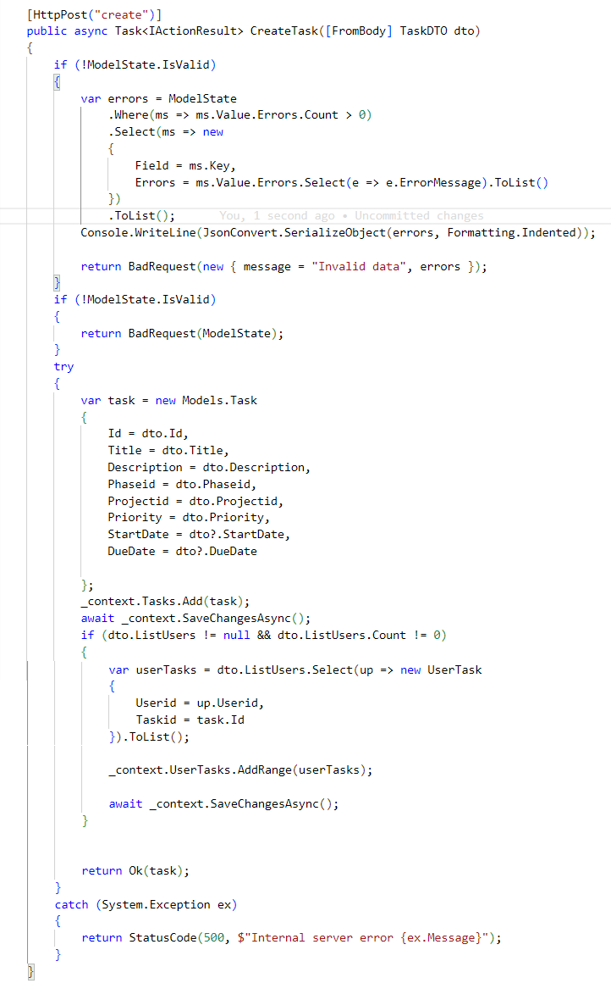 [HttpPost("create")]
public async Task<IActionResult> CreateTask([FromBody] TaskDTO dto)
{
    if (!ModelState.IsValid)
    {
        var errors = ModelState
            .Where(ms => ms.Value.Errors.Count > 0)
            .Select(ms => new
            {
                Field = ms.Key,
                Errors = ms.Value.Errors.Select(e => e.ErrorMessage).ToList()
            })
            .ToList();      You, 1 second ago • Uncommitted changes
        Console.WriteLine(JsonConvert.SerializeObject(errors, Formatting.Indented));

        return BadRequest(new { message = "Invalid data", errors });
    }
    if (!ModelState.IsValid)
    {
        return BadRequest(ModelState);
    }
    try
    {
        var task = new Models.Task
        {
            Id = dto.Id,
            Title = dto.Title,
            Description = dto.Description,
            Phaseid = dto.Phaseid,
            Projectid = dto.Projectid,
            Priority = dto.Priority,
            StartDate = dto?.StartDate,
            DueDate = dto?.DueDate

        };
        _context.Tasks.Add(task);
        await _context.SaveChangesAsync();
        if (dto.ListUsers != null && dto.ListUsers.Count != 0)
        {
            var userTasks = dto.ListUsers.Select(up => new UserTask
            {
                Userid = up.Userid,
                Taskid = task.Id
            }).ToList();

            _context.UserTasks.AddRange(userTasks);

            await _context.SaveChangesAsync();
        }


        return Ok(task);
    }
    catch (System.Exception ex)
    {
        return StatusCode(500, $"Internal server error {ex.Message}");
    }
}